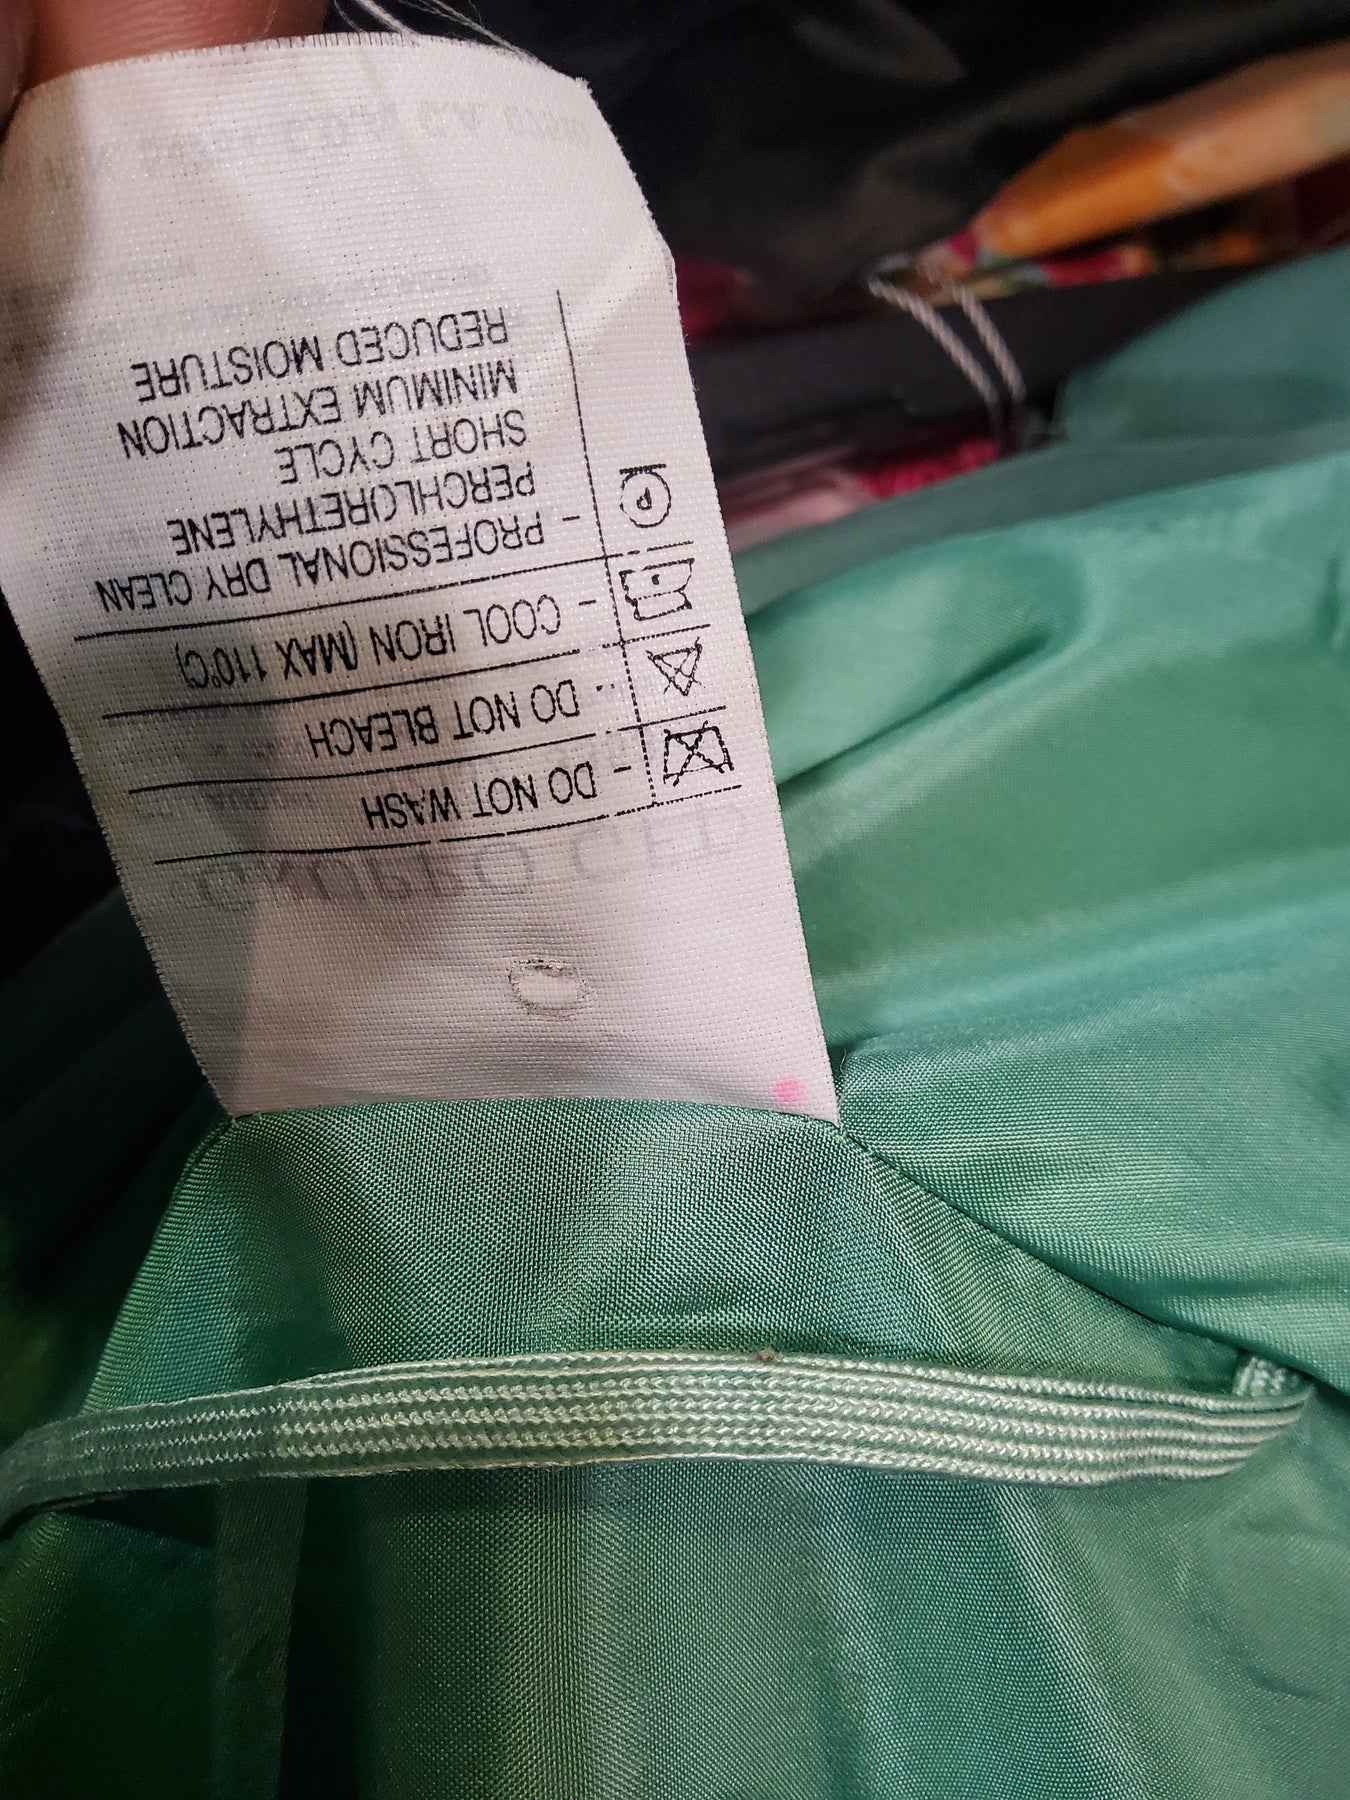 - DO NOT WASH
- DO NOT BLEACH
- COOL IRON (MAX 110°C)
P
- PROFESSIONAL DRY CLEAN
PERCHLORETHYLENE
SHORT CYCLE
MINIMUM EXTRACTION
REDUCED MOISTURE